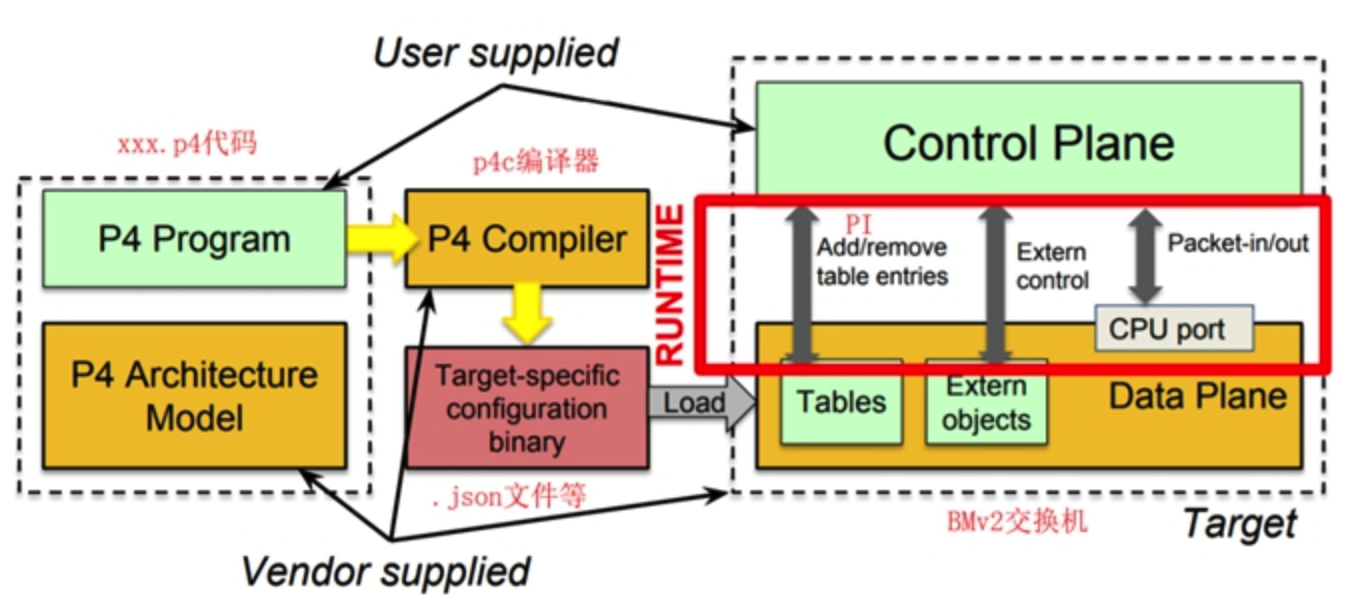 User supplied
xxx.p4代码
p4c编译器
P4 Program
P4 Compiler
P4 Architecture
Model
Target-specific
configuration
binary
.json文件等
Vendor supplied
Load
RUNTIME
Control Plane
PI
Add/remove
table entries
Extern
control
Packet-in/out
CPU port
Tables
Extern
objects
Data Plane
BMv2交换机
Target